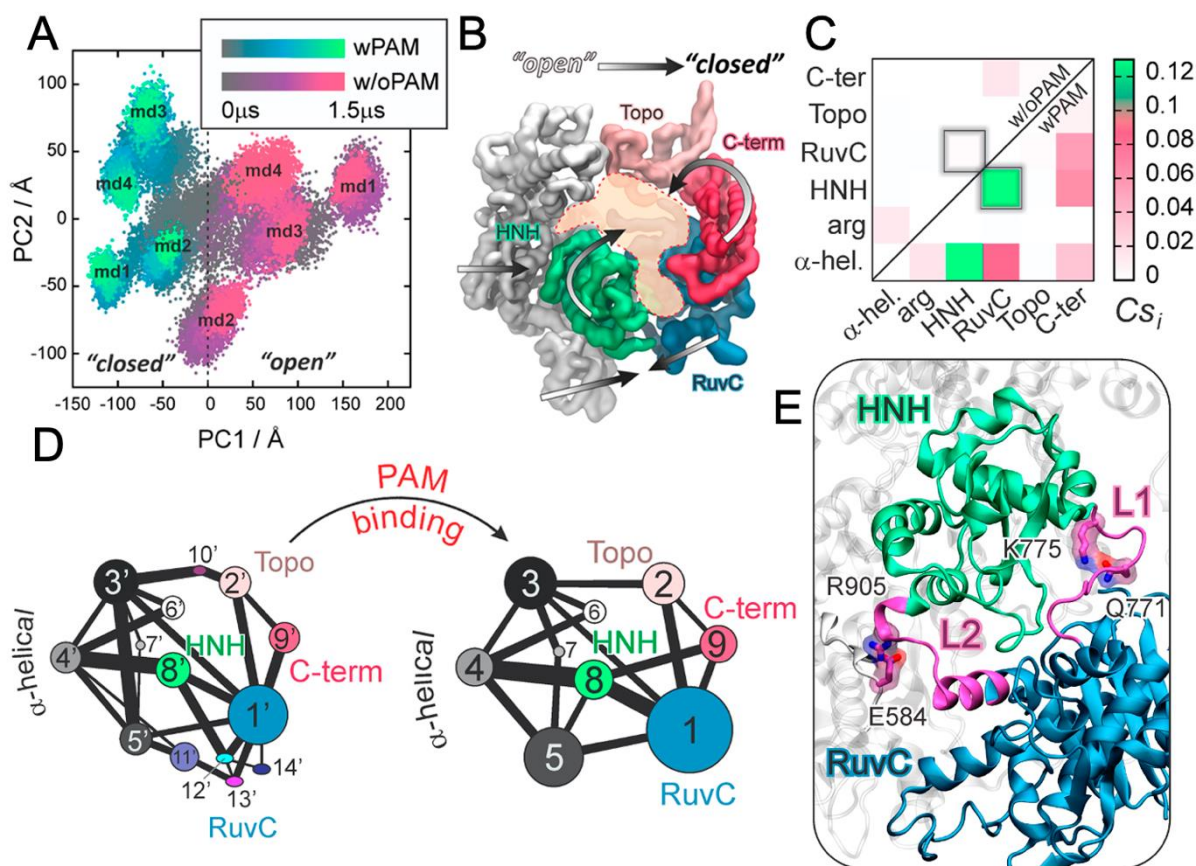 A
wPAM
w/oPAM
0μs 1.5μs
PC2 / Å
100
50
0
-50
-100
md3
md4
md2
md1
md4
md1
md3
md2
"closed" "open"
-150 -100 -50 0 50 100 150 200
PC1 / Å
B
"open" "closed"
Topo
C-term
HNH
RuvC
C
C-ter
Topo
RuvC
HNH
arg
α-hel.
w/oPAM
wPAM
α-hel.
arg
HNH
RuvC
Topo
C-ter
0.12
0.1
0.08
0.06
0.04
0.02
0
Csi
D
PAM
binding
10'
Topo
3' 2'
6'
7'
HNH
9'
4' 8' C-term
α-helical
1'
5'
11'
12' 14'
13'
RuvC
Topo
3 2
6
C-term
7 HNH 9
4 8
α-helical
1
5
RuvC
E
HNH
L1
K775
R905
Q771
L2
E584
RuvC